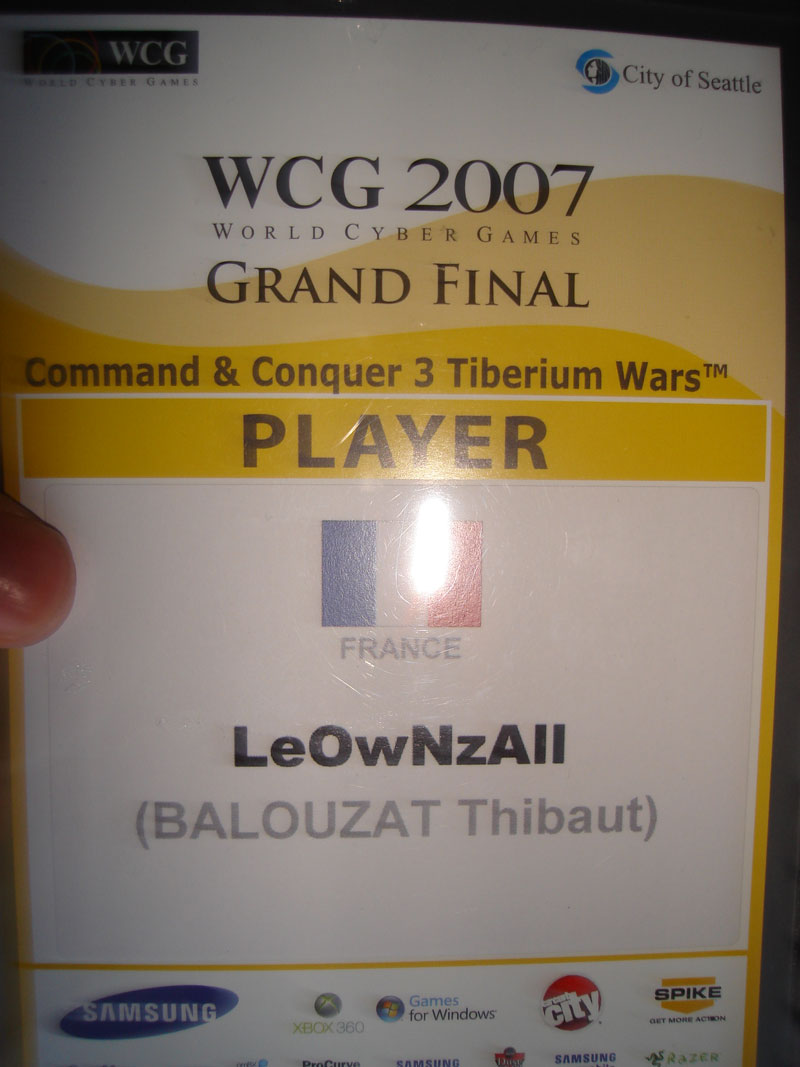 WCG
WORLD CYBER GAMES
City of Seattle
WCG 2007
WORLD CYBER GAMES
GRAND FINAL
Command & Conquer 3 Tiberium Wars™
PLAYER
FRANCE
LeOwNzAll
(BALOUZAT Thibaut)
SAMSUNG
XBOX 360
Games
for Windows
circuit
city
SPIKE
GET MORE ACTION
ProCurve
SAMSUNG
SAMSUNG
RAZER